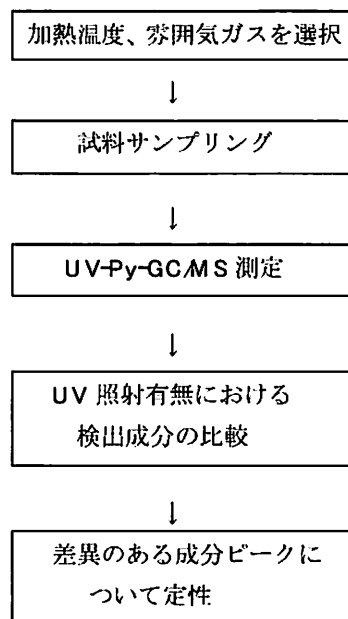 加熱温度、雰囲気ガスを選択
↓
試料サンプリング
↓
UV-Py-GC/MS 測定
↓
UV 照射有無における
検出成分の比較
↓
差異のある成分ピークに
ついて定性